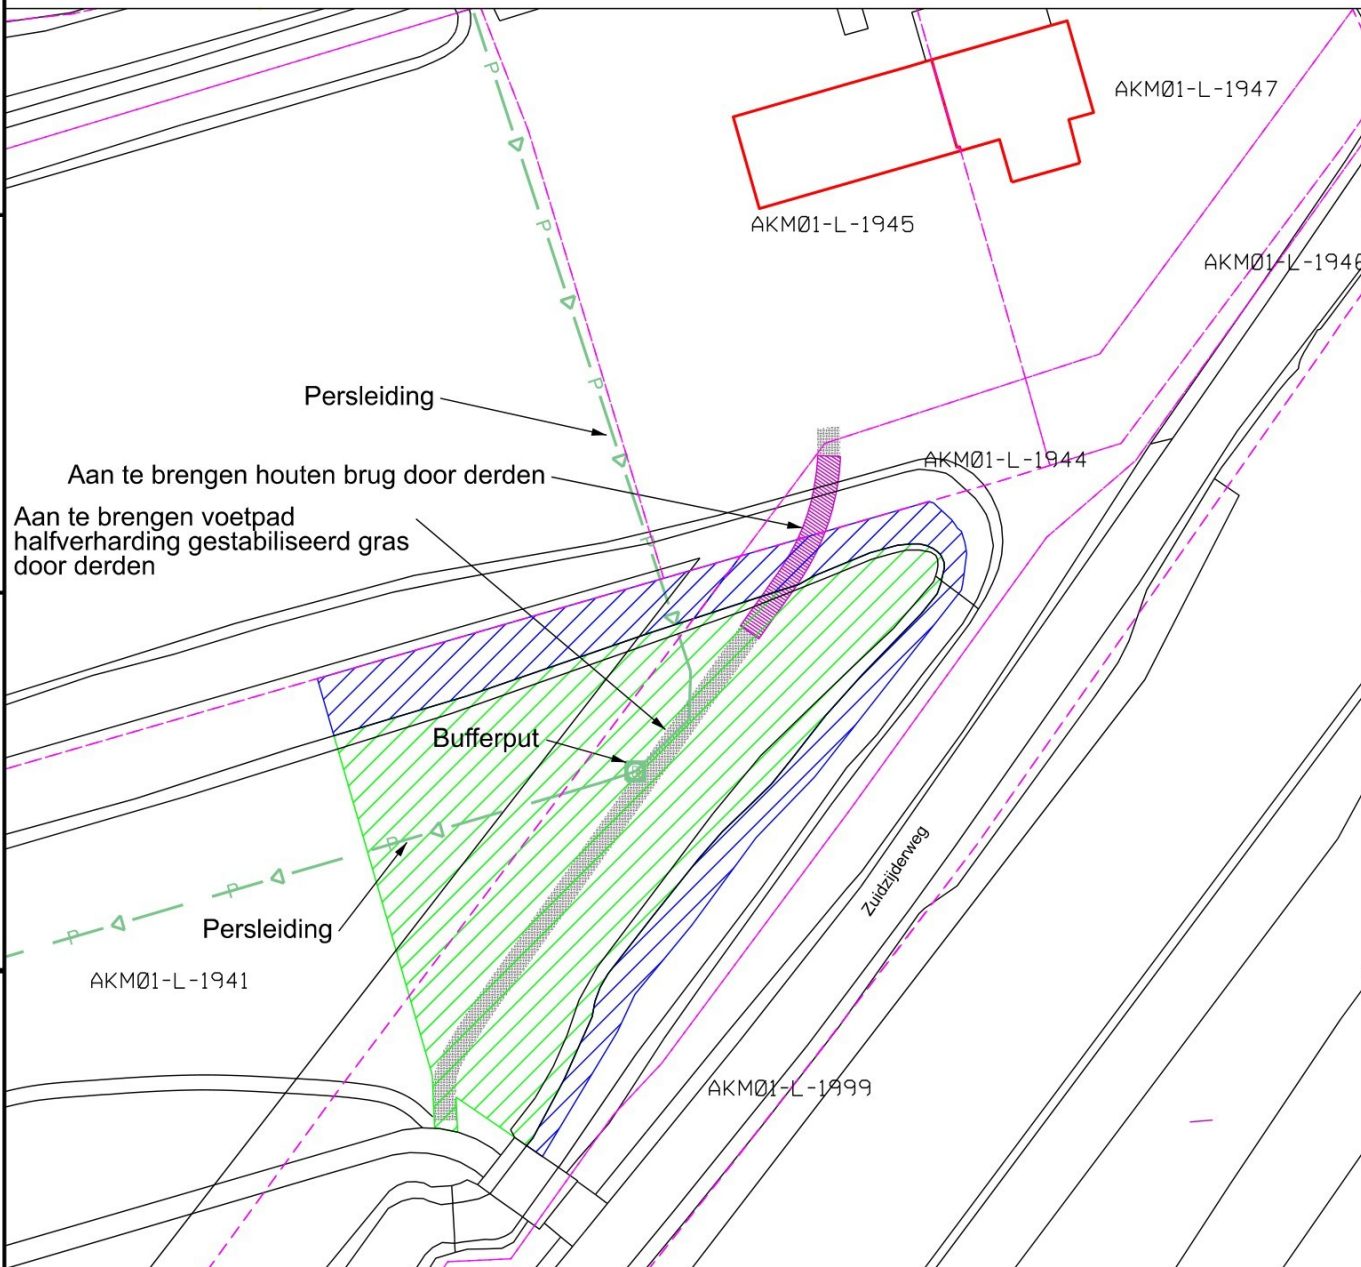 P
AKMØ1-L-1947
P
AKMØ1-L-1945
AKMØ1-L-1946
P
Persleiding
AKMØ1-L-1944
Aan te brengen houten brug door derden
Aan te brengen voetpad
halfverharding gestabiliseerd gras
door derden
P
Bufferput
P
Zuidzijderweg
P
Persleiding
P
AKMØ1-L-1941
AKMØ1-L-1999